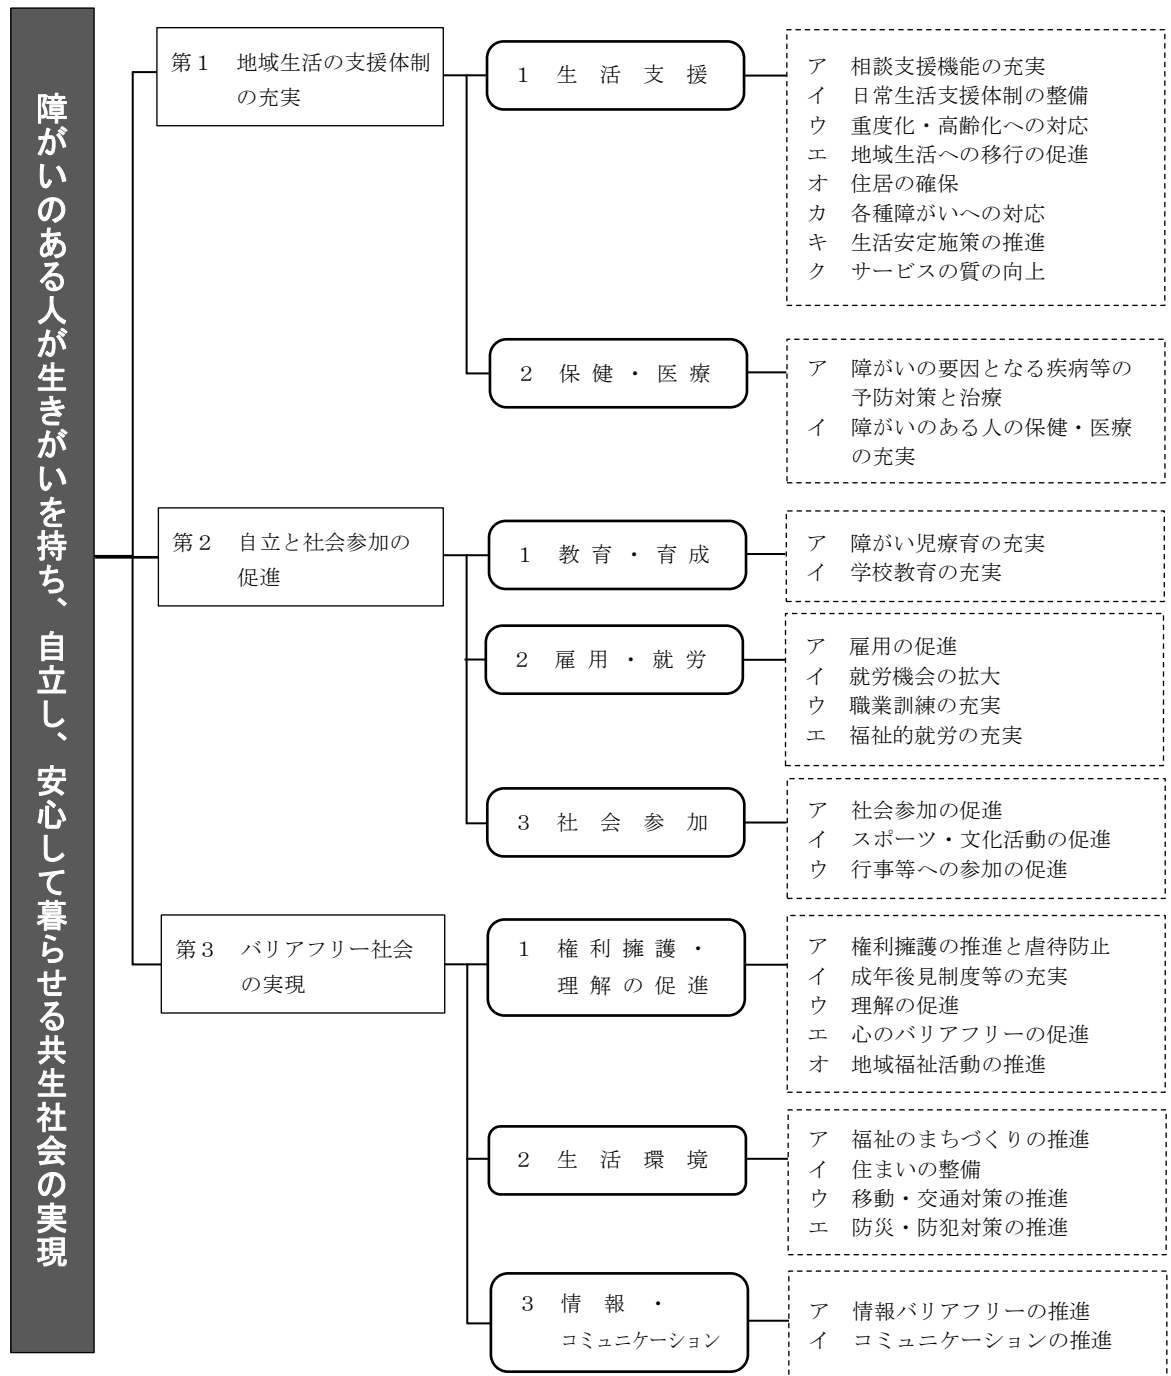 障がいのある人が生きがいを持ち、自立し、安心して暮らせる共生社会の実現
第１　地域生活の支援体制
の充実
１　生　活　支　援
ア　相談支援機能の充実
イ　日常生活支援体制の整備
ウ　重度化・高齢化への対応
エ　地域生活への移行の促進
オ　住居の確保
カ　各種障がいへの対応
キ　生活安定施策の推進
ク　サービスの質の向上
２　保 健 ・ 医 療
ア　障がいの要因となる疾病等の
予防対策と治療
イ　障がいのある人の保健・医療
の充実
第２　自立と社会参加の
促進
１　教 育 ・ 育 成
ア　障がい児療育の充実
イ　学校教育の充実
２　雇 用 ・ 就 労
ア　雇用の促進
イ　就労機会の拡大
ウ　職業訓練の充実
エ　福祉的就労の充実
３　社　会　参　加
ア　社会参加の促進
イ　スポーツ・文化活動の促進
ウ　行事等への参加の促進
第３　バリアフリー社会
の実現
１　権 利 擁 護 ・
理 解 の 促 進
ア　権利擁護の推進と虐待防止
イ　成年後見制度等の充実
ウ　理解の促進
エ　心のバリアフリーの促進
オ　地域福祉活動の推進
２　生　活　環　境
ア　福祉のまちづくりの推進
イ　住まいの整備
ウ　移動・交通対策の推進
エ　防災・防犯対策の推進
３　情　報　・
コミュニケーション
ア　情報バリアフリーの推進
イ　コミュニケーションの推進